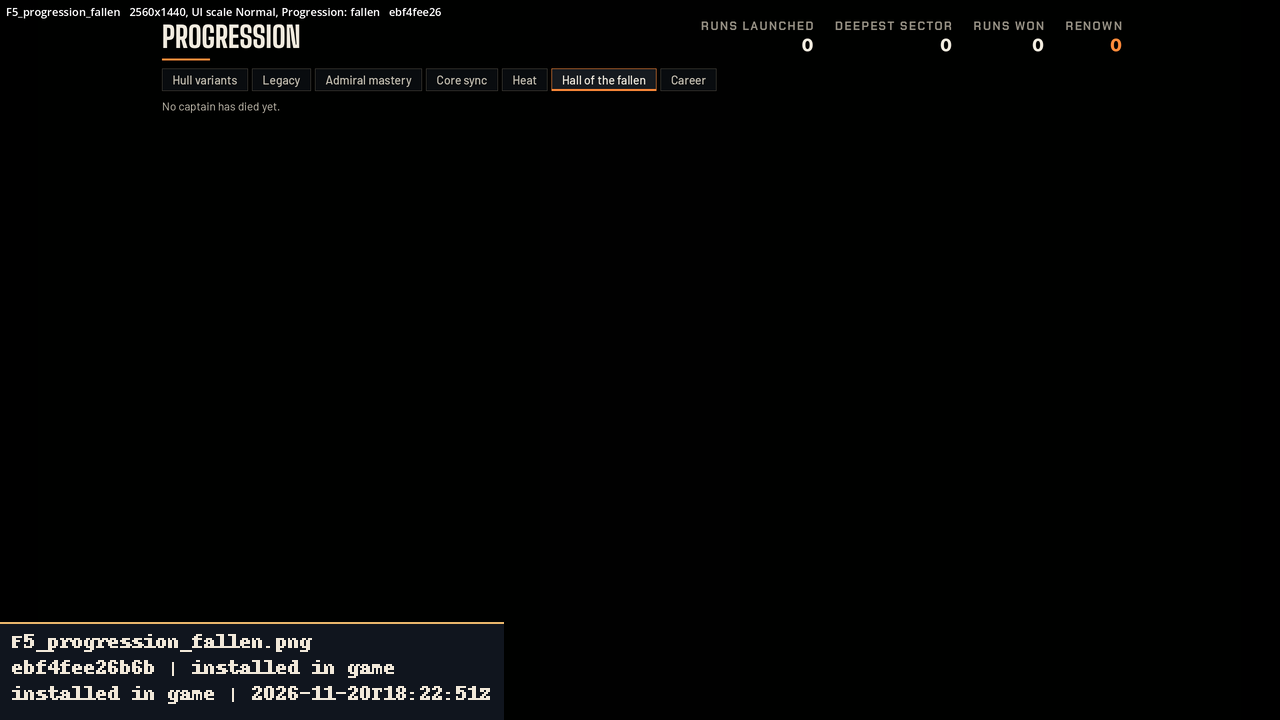 F5_progression_fallen 2560x1440, UI scale Normal, Progression: fallen ebf4fee26
PROGRESSION
RUNS LAUNCHED DEEPEST SECTOR RUNS WON RENOWN
0 0 0 0
Hull variants Legacy Admiral mastery Core sync Heat Hall of the fallen Career
No captain has died yet.
F5_progression_fallen.png
ebf4fee26b6b | installed in game
installed in game | 2026-11-20T18:22:51Z